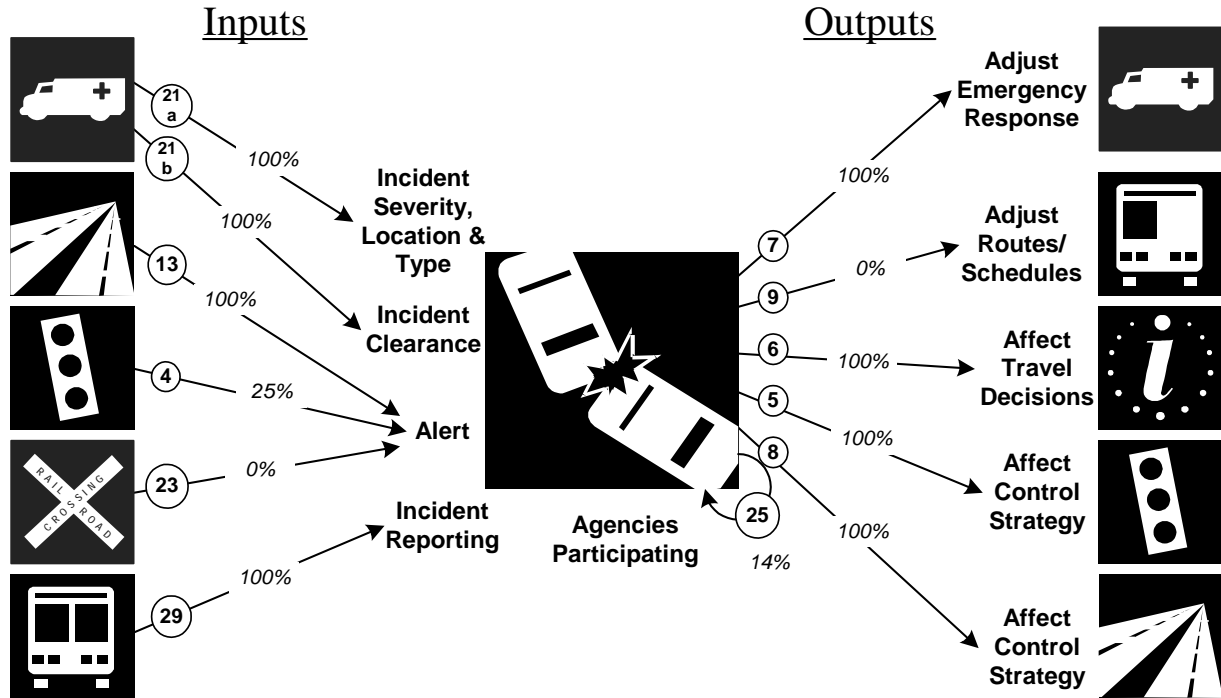 Inputs
Outputs
21
a
21
b
100%
100%
13
100%
4
25%
23
0%
29
100%
RAIL
ROAD
CROSSING
Incident
Severity,
Location &
Type
Incident
Clearance
Alert
Incident
Reporting
Agencies
Participating
25
14%
7
100%
9
0%
6
100%
5
100%
8
100%
Adjust
Emergency
Response
Adjust
Routes/
Schedules
i
Affect
Travel
Decisions
Affect
Control
Strategy
Affect
Control
Strategy